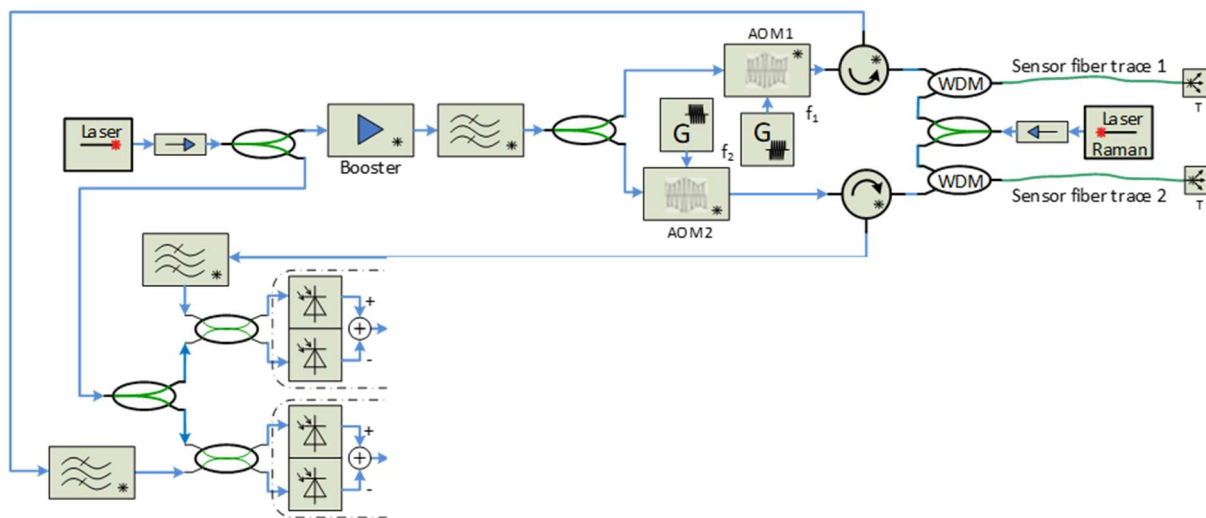 AOM1
Sensor fiber trace 1
WDM
T
Laser
Booster
G
f₁
G
f₂
Laser
Raman
WDM
Sensor fiber trace 2
T
AOM2
+
-
+
-